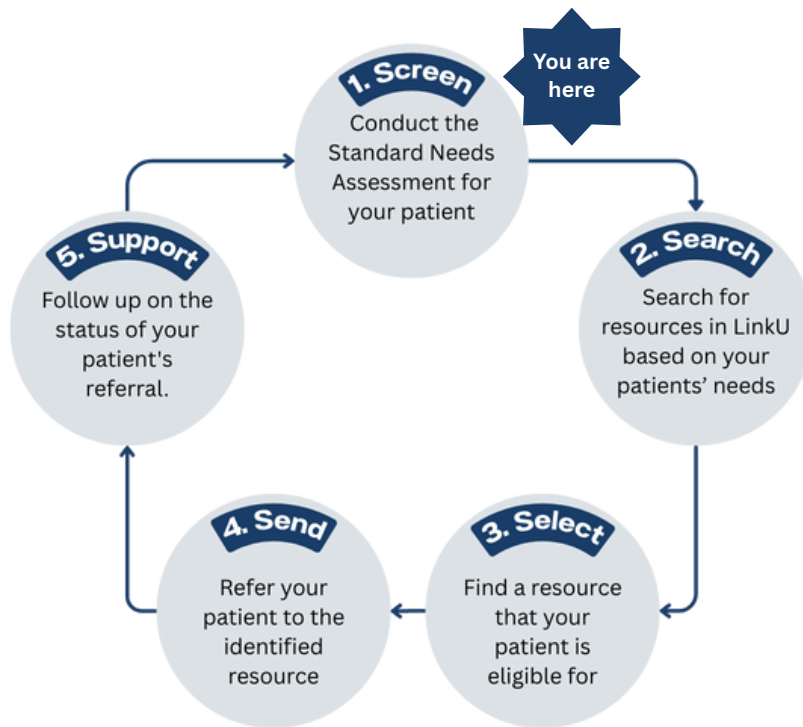 You are
here
1. Screen
Conduct the
Standard Needs
Assessment for
your patient
2. Search
Search for
resources in LinkU
based on your
patients’ needs
3. Select
Find a resource
that your
patient is
eligible for
4. Send
Refer your
patient to the
identified
resource
5. Support
Follow up on the
status of your
patient's
referral.